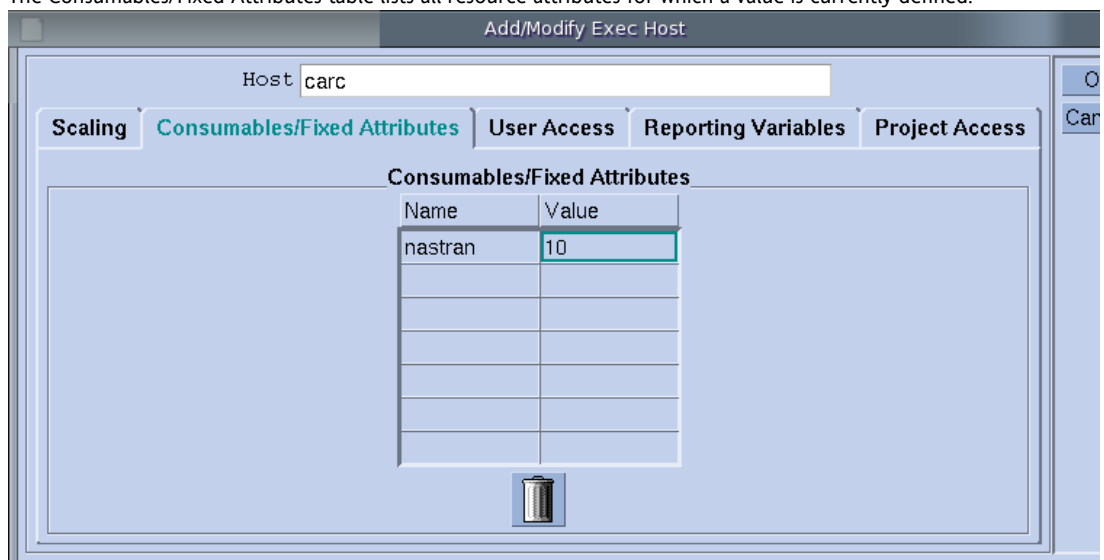 The Consumables/Fixed Attributes table lists all resource attributes for which a value is currently defined.
Add/Modify Exec Host
Host carc
Scaling Consumables/Fixed Attributes User Access Reporting Variables Project Access
Consumables/Fixed Attributes
Name Value
nastran 10